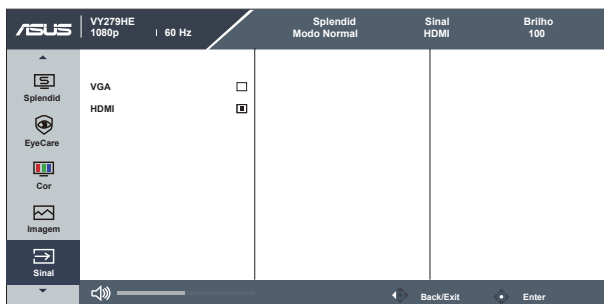 ASUS
VY279HE
1080p | 60 Hz
Splendid
Modo Normal
Sinal
HDMI
Brilho
100
Splendid
EyeCare
Cor
Imagem
Sinal
VGA
HDMI
Back/Exit
Enter